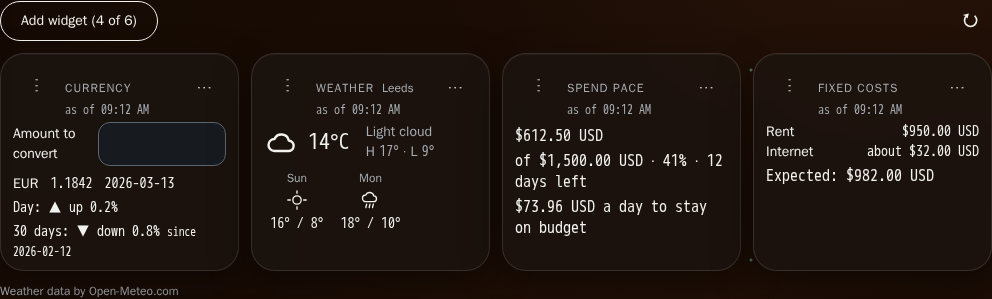 Add widget (4 of 6)
CURRENCY
as of 09:12 AM
Amount to
convert
EUR 1.1842 2026-03-13
Day: ▲ up 0.2%
30 days: ▼ down 0.8% since
2026-02-12
WEATHER Leeds
as of 09:12 AM
14°C
Light cloud
H 17° · L 9°
Sun Mon
16° / 8° 18° / 10°
SPEND PACE
as of 09:12 AM
$612.50 USD
of $1,500.00 USD · 41% · 12
days left
$73.96 USD a day to stay
on budget
FIXED COSTS
as of 09:12 AM
Rent $950.00 USD
Internet about $32.00 USD
Expected: $982.00 USD
Weather data by Open-Meteo.com